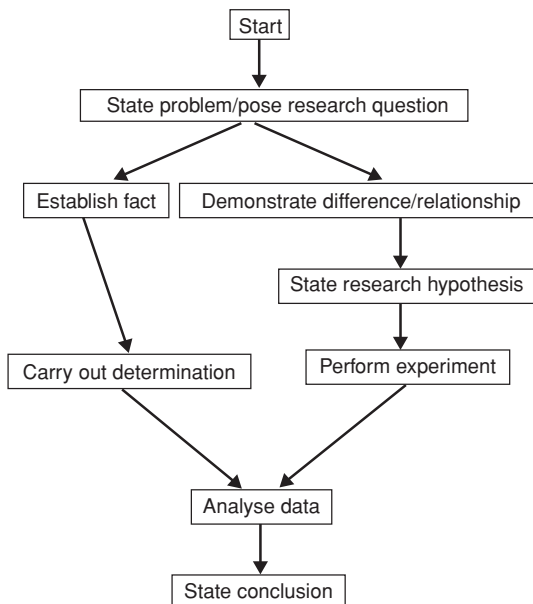 Start
State problem/pose research question
Establish fact
Demonstrate difference/relationship
State research hypothesis
Carry out determination
Perform experiment
Analyse data
State conclusion